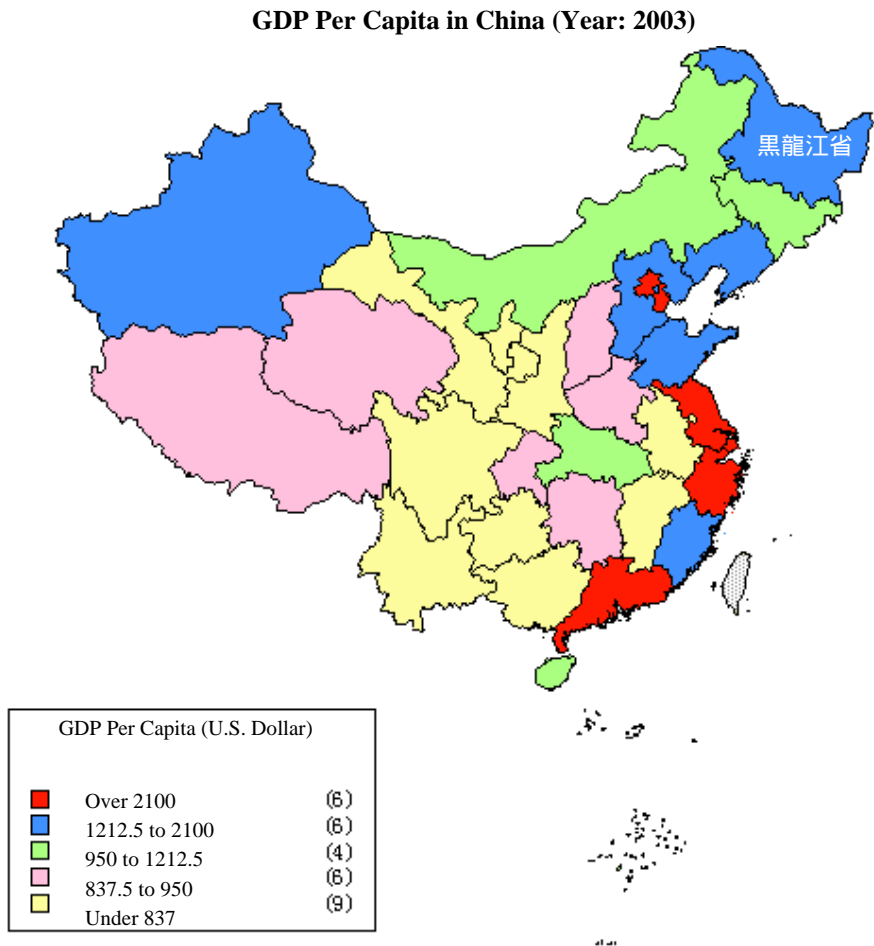 GDP Per Capita in China (Year: 2003)
黒龍江省
GDP Per Capita (U.S. Dollar)
Over 2100 (6)
1212.5 to 2100 (6)
950 to 1212.5 (4)
837.5 to 950 (6)
Under 837 (9)